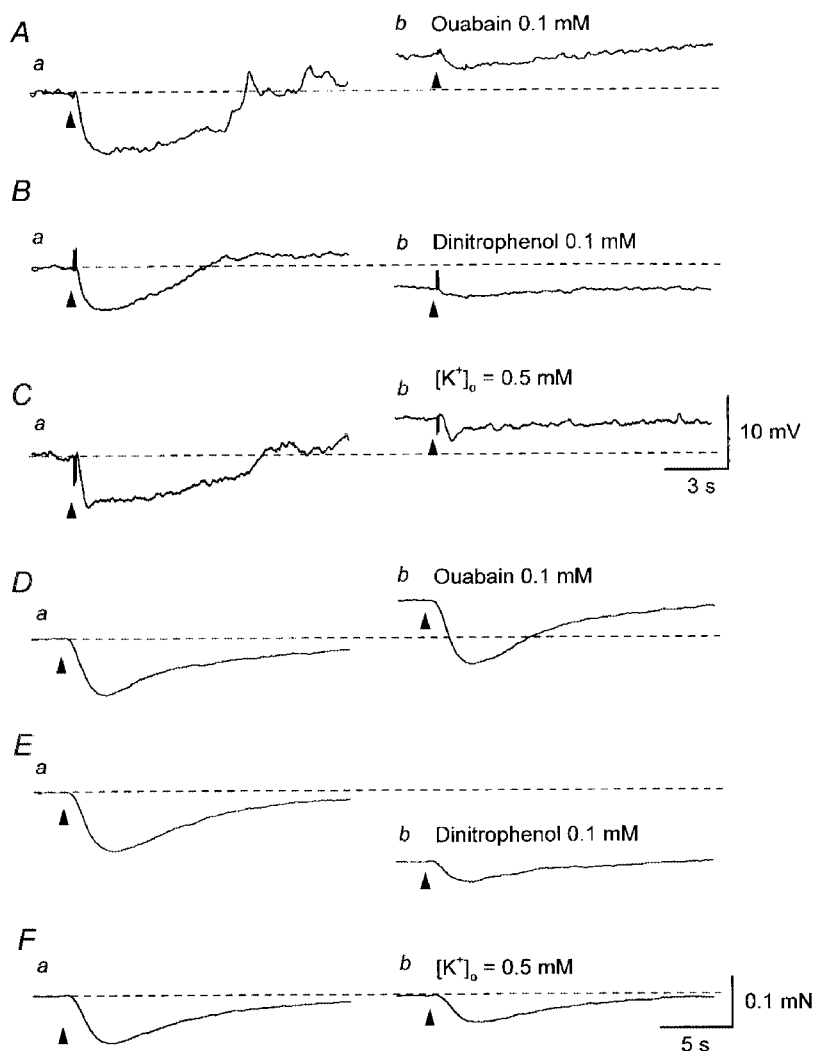 A
a
b Ouabain 0.1 mM
B
a
b Dinitrophenol 0.1 mM
C
a
b [K⁺]ₒ = 0.5 mM
10 mV
3 s
D
a
b Ouabain 0.1 mM
E
a
b Dinitrophenol 0.1 mM
F
a
b [K⁺]ₒ = 0.5 mM
0.1 mN
5 s